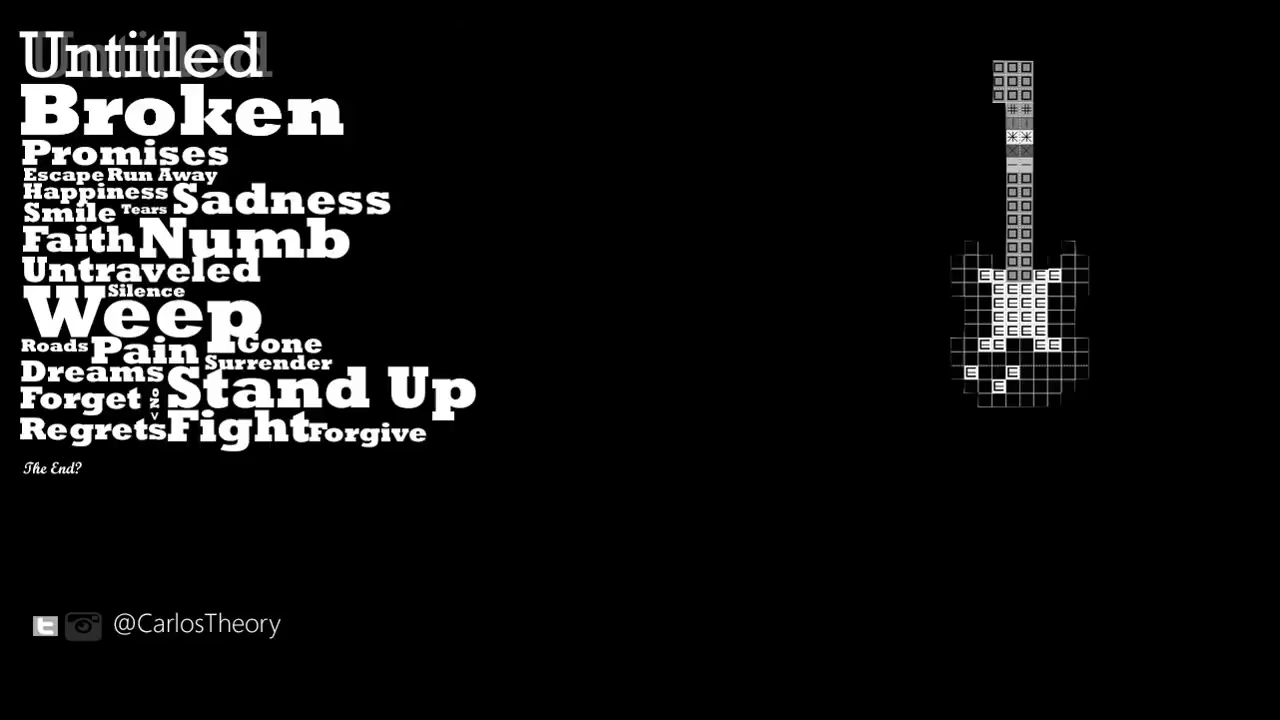 Untitled
Broken
Promises
Escape Run Away
Happiness Sadness
Smile Tears
Faith Numb
Untraveled
Silence
Weep
Roads Pain Gone
Surrender
Dreams Stand Up
Forget
Regrets Fight Forgive
The End?
@CarlosTheory